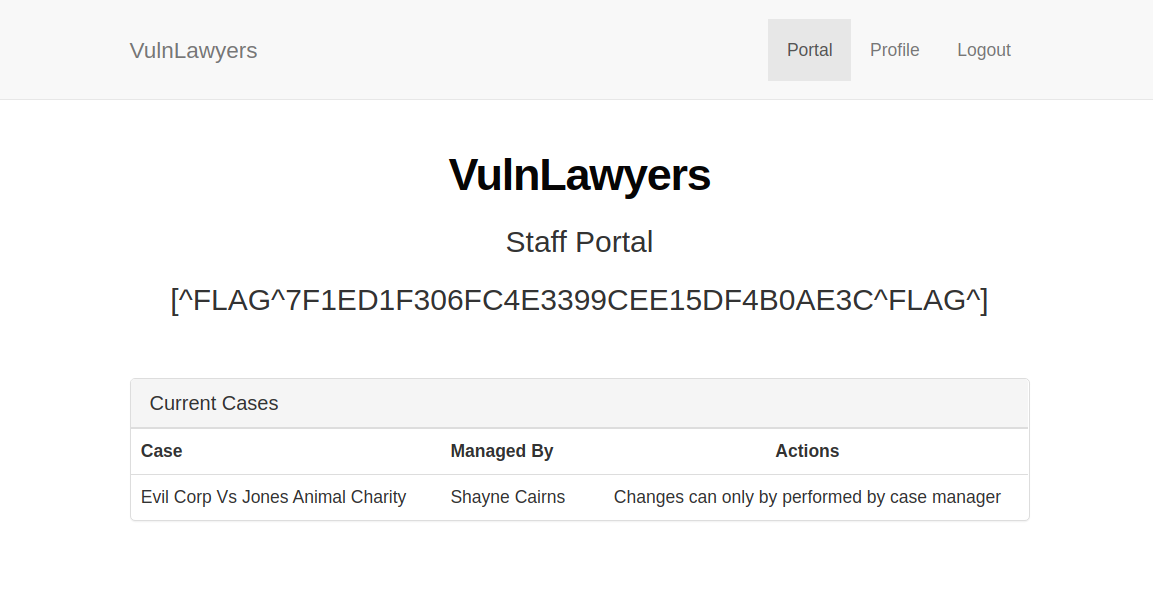 VulnLawyers Portal Profile Logout
VulnLawyers
Staff Portal
[^FLAG^7F1ED1F306FC4E3399CEE15DF4B0AE3C^FLAG^]
Current Cases
Case Managed By Actions
Evil Corp Vs Jones Animal Charity Shayne Cairns Changes can only by performed by case manager